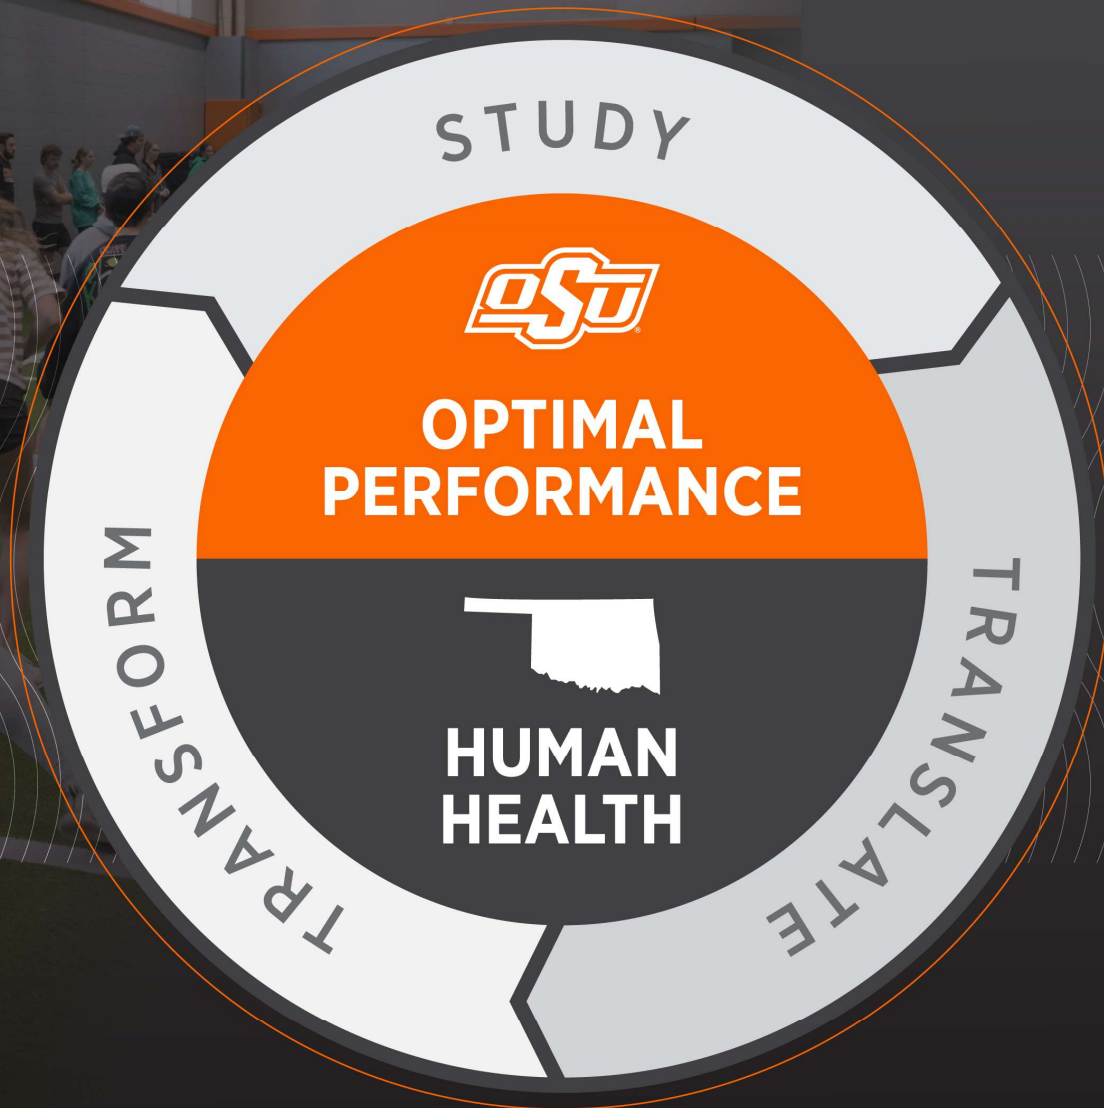 STUDY
OSU
OPTIMAL
PERFORMANCE
HUMAN
HEALTH
TRANSLATE
TRANSFORM